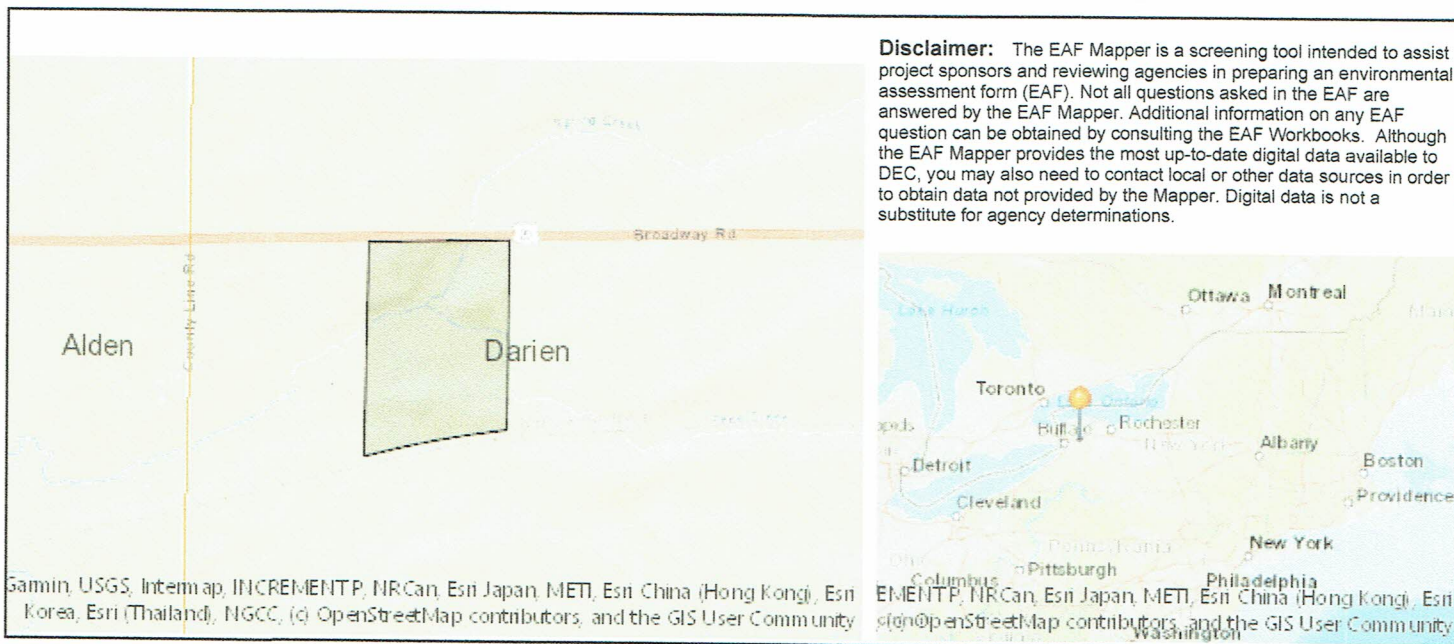 Disclaimer: The EAF Mapper is a screening tool intended to assist
project sponsors and reviewing agencies in preparing an environmental
assessment form (EAF). Not all questions asked in the EAF are
answered by the EAF Mapper. Additional information on any EAF
question can be obtained by consulting the EAF Workbooks. Although
the EAF Mapper provides the most up-to-date digital data available to
DEC, you may also need to contact local or other data sources in order
to obtain data not provided by the Mapper. Digital data is not a
substitute for agency determinations.
Creek
Broadway Rd
County Line Rd
Alden
Darien
Garmin, USGS, Intermap, INCREMENT P, NRCan, Esri Japan, METI, Esri China (Hong Kong), Esri
Korea, Esri (Thailand), NGCC, (c) OpenStreetMap contributors, and the GIS User Community
Ottawa
Montreal
Lake Huron
Toronto
Lake Ontario
Buffalo
Rochester
New York
Albany
Detroit
Boston
Providence
Cleveland
Pennsylvania
New York
Pittsburgh
Columbus
Philadelphia
EMENT P, NRCan, Esri Japan, METI, Esri China (Hong Kong), Esri
OpenStreetMap contributors, and the GIS User Community
Washington